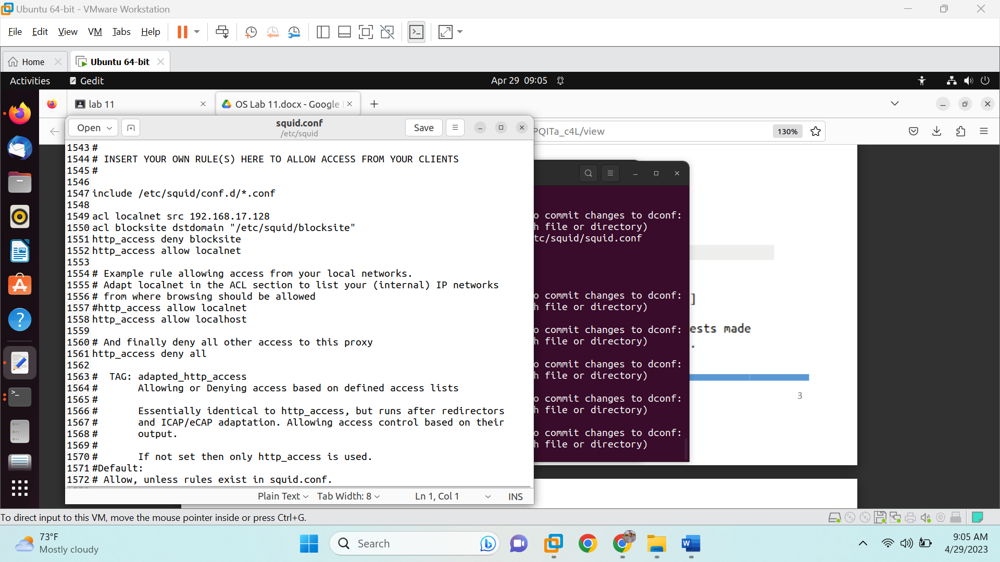 Ubuntu 64-bit - VMware Workstation
File Edit View VM Tabs Help
Home
Ubuntu 64-bit
Activities
Gedit
Apr 29 09:05
lab 11
OS Lab 11.docx - Google
Open
squid.conf
/etc/squid
Save
PQITa_c4L/view
130%
1543 #
1544 # INSERT YOUR OWN RULE(S) HERE TO ALLOW ACCESS FROM YOUR CLIENTS
1545 #
1546
1547 include /etc/squid/conf.d/*.conf
1548
1549 acl localnet src 192.168.17.128
1550 acl blocksite dstdomain "/etc/squid/blocksite"
1551 http_access deny blocksite
1552 http_access allow localnet
1553
1554 # Example rule allowing access from your local networks.
1555 # Adapt localnet in the ACL section to list your (internal) IP networks
1556 # from where browsing should be allowed
1557 #http_access allow localnet
1558 http_access allow localhost
1559
1560 # And finally deny all other access to this proxy
1561 http_access deny all
1562
1563 #  TAG: adapted_http_access
1564 #       Allowing or Denying access based on defined access lists
1565 #
1566 #       Essentially identical to http_access, but runs after redirectors
1567 #       and ICAP/eCAP adaptation. Allowing access control based on their
1568 #       output.
1569 #
1570 #       If not set then only http_access is used.
1571 #Default:
1572 # Allow, unless rules exist in squid.conf.
Plain Text
Tab Width: 8
Ln 1, Col 1
INS
o commit changes to dconf:
h file or directory)
tc/squid/squid.conf
o commit changes to dconf:
h file or directory)
o commit changes to dconf:
h file or directory)
o commit changes to dconf:
h file or directory)
o commit changes to dconf:
h file or directory)
o commit changes to dconf:
h file or directory)
]
ests made
.
3
To direct input to this VM, move the mouse pointer inside or press Ctrl+G.
73°F
Mostly cloudy
Search
9:05 AM
4/29/2023